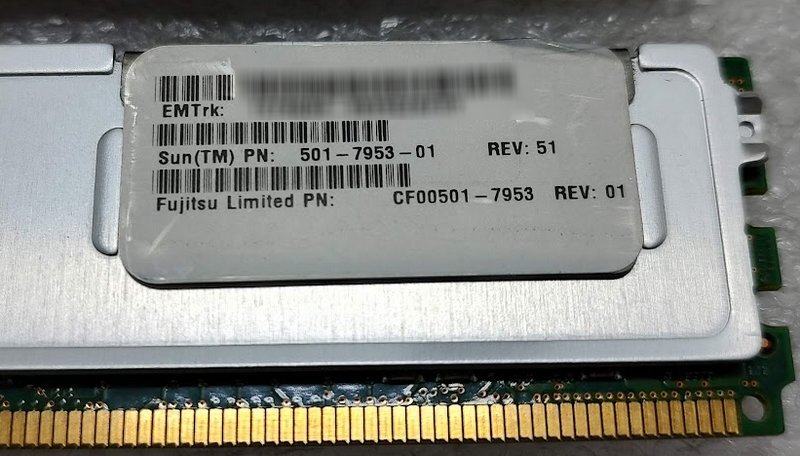 EMTrk:
Sun(TM) PN: 501-7953-01 REV: 51
Fujitsu Limited PN: CF00501-7953 REV: 01